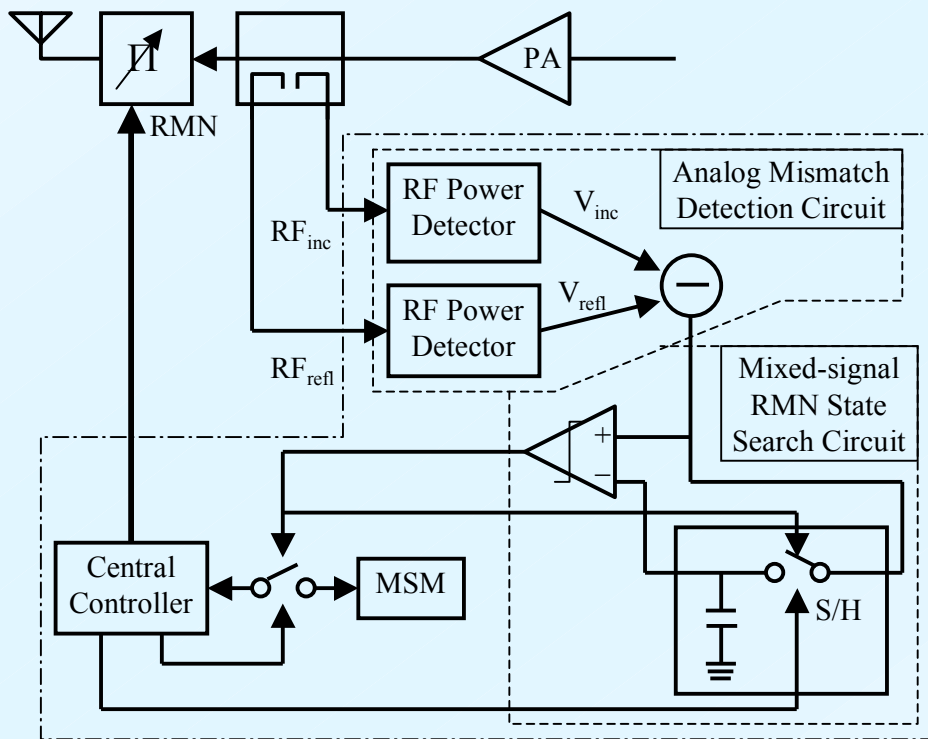 Π
PA
RMN
RF Power
Detector
V_inc
Analog Mismatch
Detection Circuit
RF_inc
−
V_refl
RF Power
Detector
RF_refl
Mixed-signal
RMN State
Search Circuit
+
−
Central
Controller
MSM
S/H